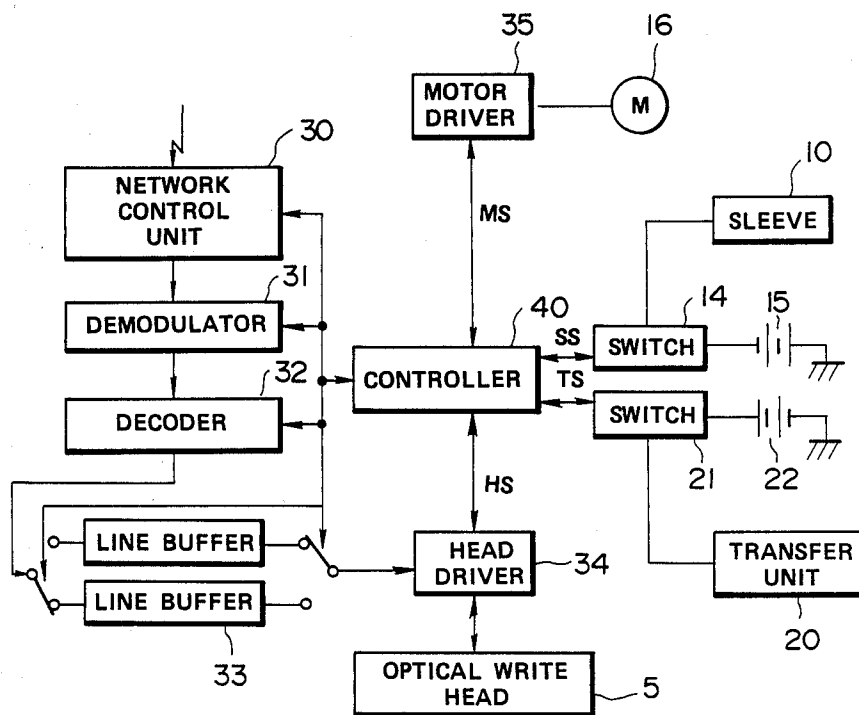 35
16
MOTOR
DRIVER
M
30
NETWORK
CONTROL
UNIT
10
SLEEVE
MS
31
DEMODULATOR
40
14
15
SS
SWITCH
CONTROLLER
TS
32
DECODER
SWITCH
21
22
HS
LINE BUFFER
HEAD
DRIVER
34
TRANSFER
UNIT
20
LINE BUFFER
33
OPTICAL WRITE
HEAD
5